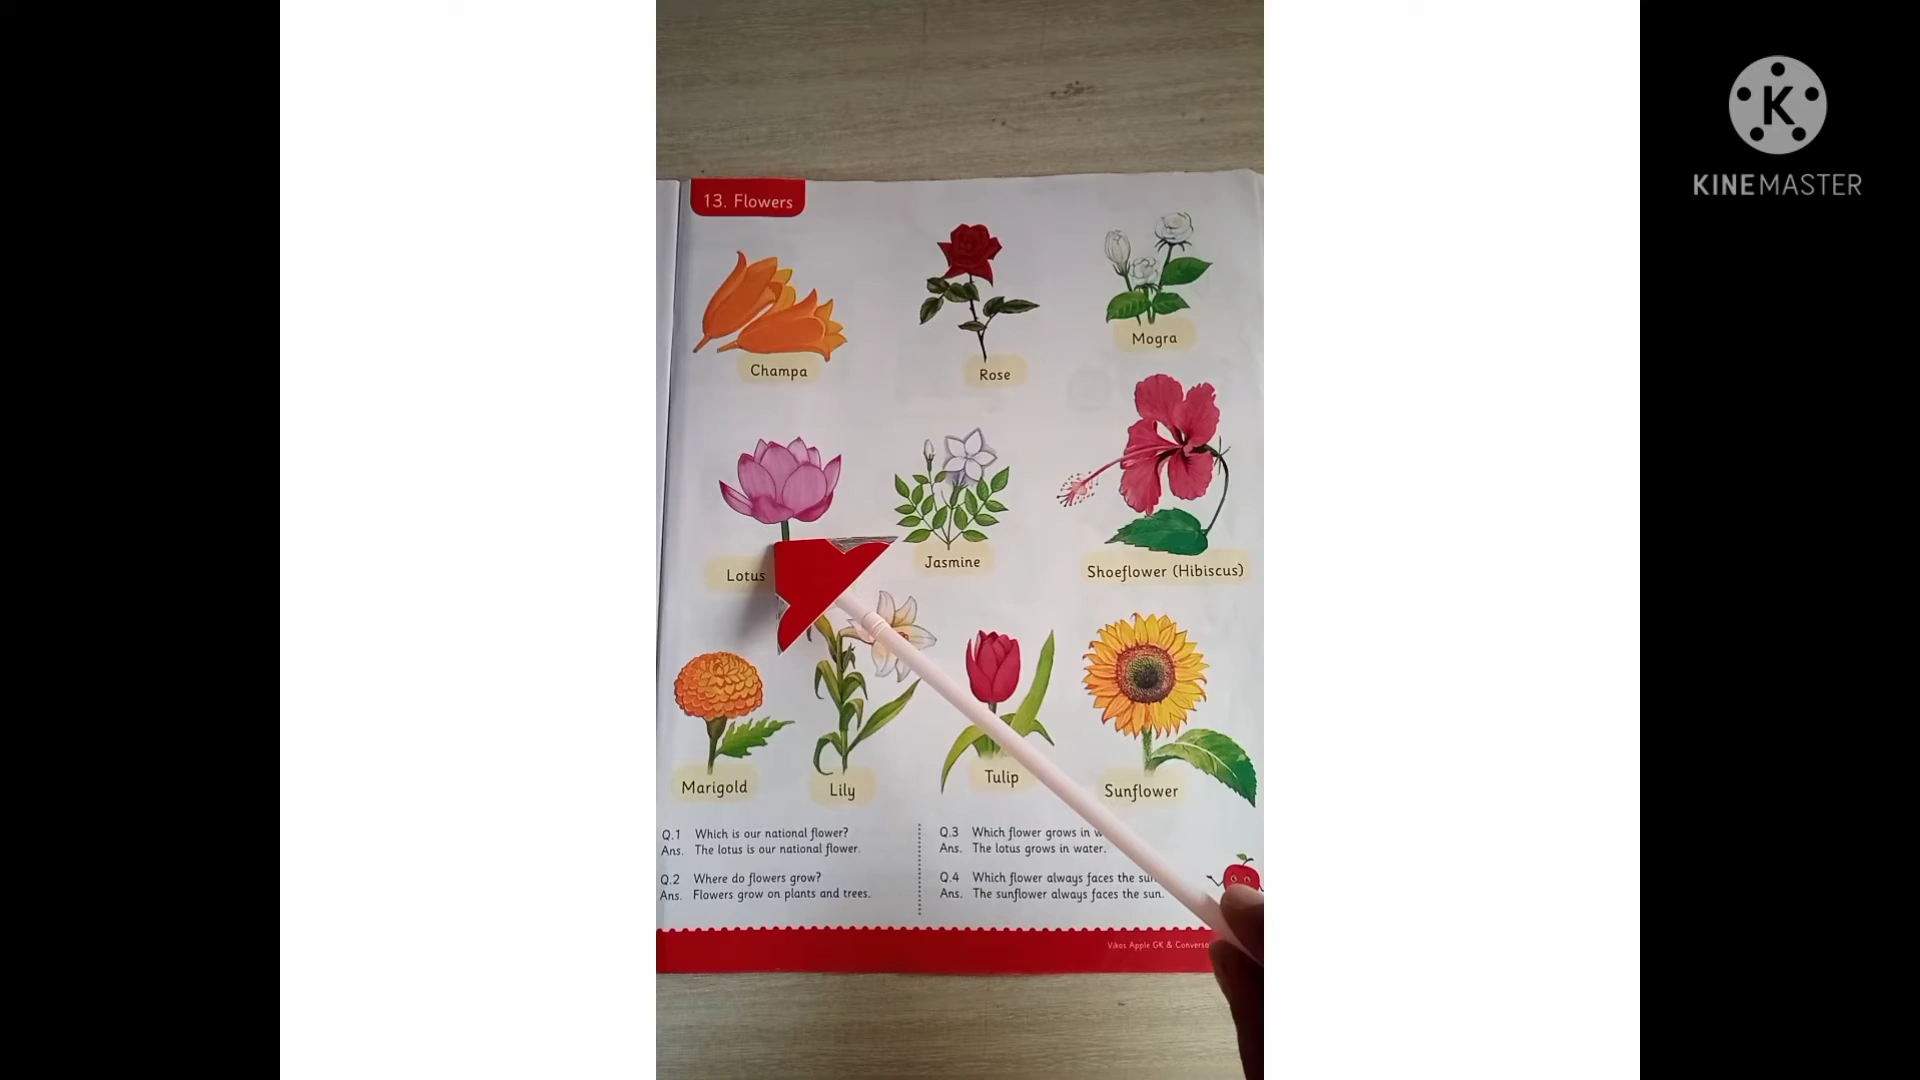 13. Flowers
Champa
Rose
Mogra
Lotus
Jasmine
Shoeflower (Hibiscus)
Marigold
Lily
Tulip
Sunflower
Q.1 Which is our national flower?
Ans. The lotus is our national flower.
Q.2 Where do flowers grow?
Ans. Flowers grow on plants and trees.
Q.3 Which flower grows in
Ans. The lotus grows in water.
Q.4 Which flower always faces the
Ans. The sunflower always faces the sun.
Vikas Apple GK &
K
KINEMASTER